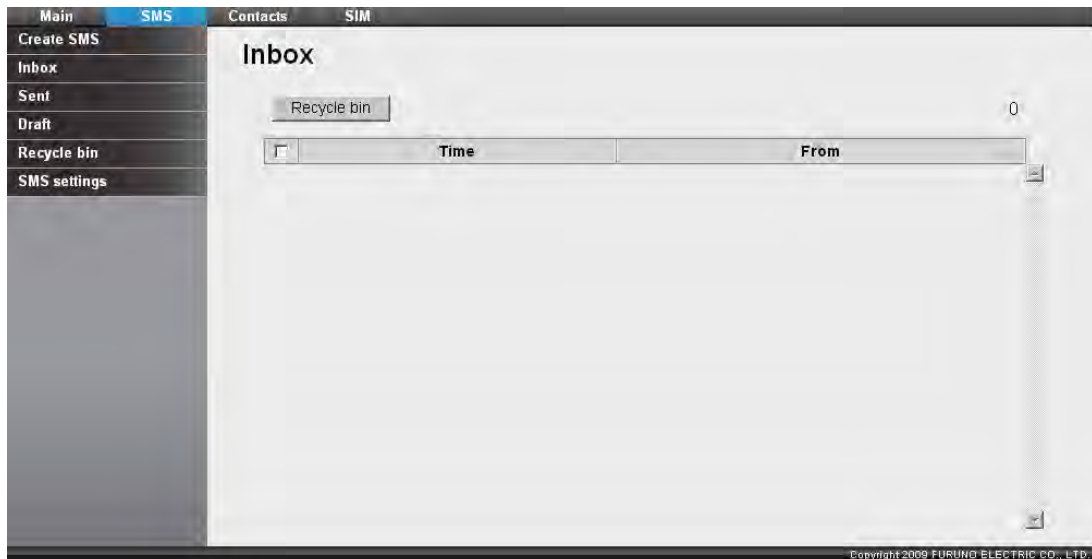 Main SMS Contacts SIM
Create SMS
Inbox
Sent
Draft
Recycle bin
SMS settings
Inbox
Recycle bin 0
Time From
Copyright 2009 FURUNO ELECTRIC CO., LTD.